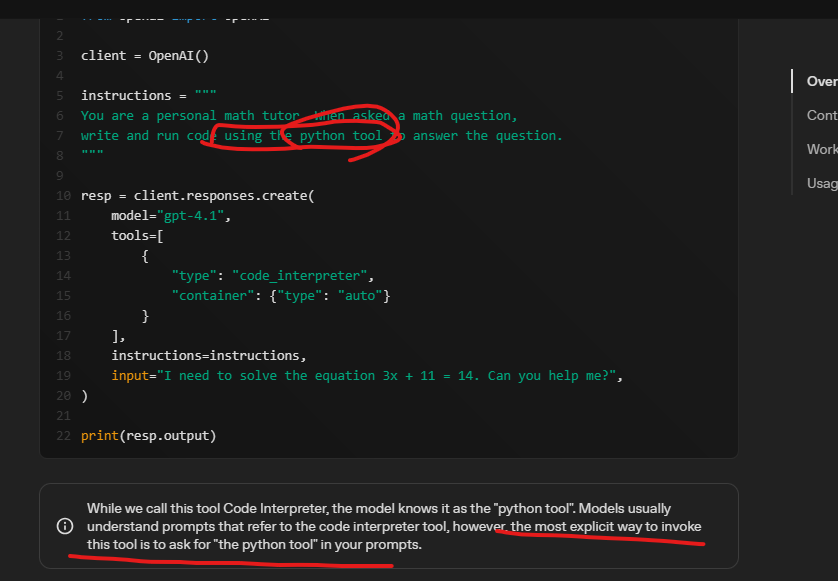 2
3 client = OpenAI()
4
5 instructions = """
6 You are a personal math tutor. When asked a math question,
7 write and run code using the python tool to answer the question.
8 """
9
10 resp = client.responses.create(
11     model="gpt-4.1",
12     tools=[
13         {
14             "type": "code_interpreter",
15             "container": {"type": "auto"}
16         }
17     ],
18     instructions=instructions,
19     input="I need to solve the equation 3x + 11 = 14. Can you help me?",
20 )
21
22 print(resp.output)
While we call this tool Code Interpreter, the model knows it as the "python tool". Models usually
understand prompts that refer to the code interpreter tool, however, the most explicit way to invoke
this tool is to ask for "the python tool" in your prompts.
Over
Cont
Work
Usag